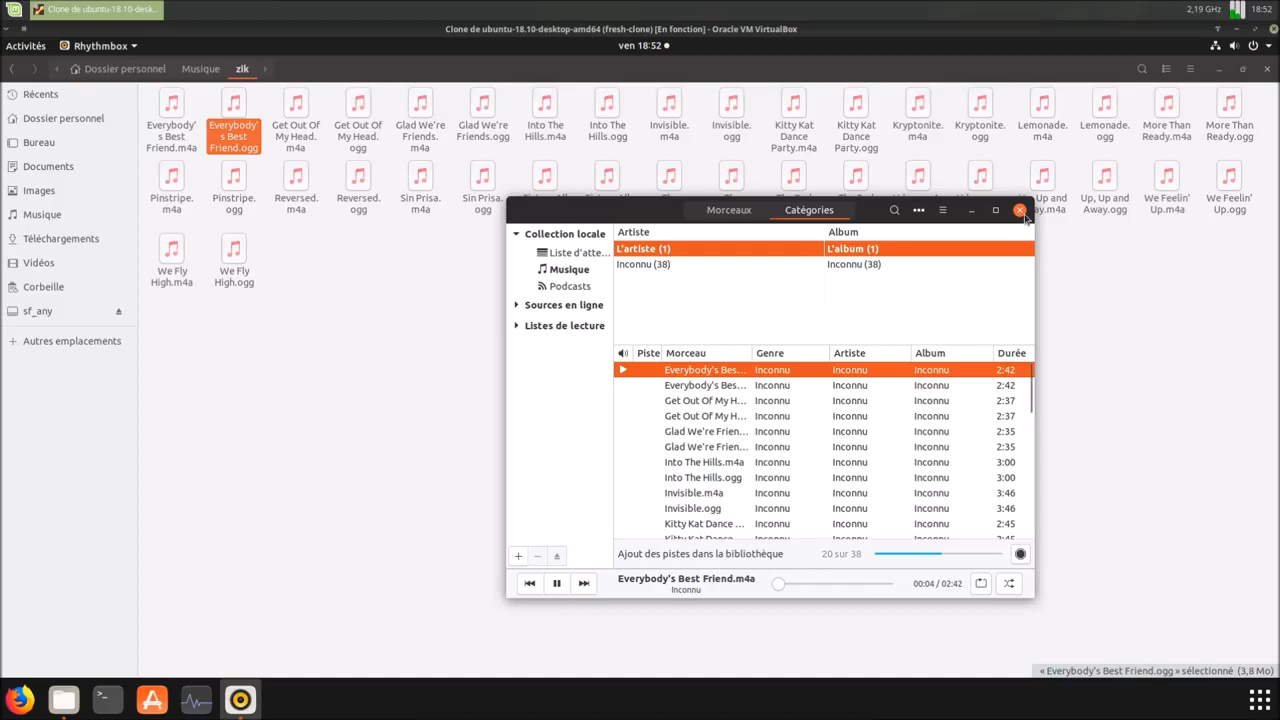 Clone de ubuntu-18.10-desk...
2,19 GHz
18:52
Clone de ubuntu-18.10-desktop-amd64 (fresh-clone) [En fonction] - Oracle VM VirtualBox
Activités
Rhythmbox
ven 18:52
Dossier personnel
Musique
zik
Récents
Dossier personnel
Bureau
Documents
Images
Musique
Téléchargements
Vidéos
Corbeille
sf_any
Autres emplacements
Everybody'
s Best
Friend.m4a
Everybody'
s Best
Friend.ogg
Get Out Of
My Head.
m4a
Get Out Of
My Head.
ogg
Glad We're
Friends.
m4a
Glad We're
Friends.ogg
Into The
Hills.m4a
Into The
Hills.ogg
Invisible.
m4a
Invisible.
ogg
Kitty Kat
Dance
Party.m4a
Kitty Kat
Dance
Party.ogg
Kryptonite.
m4a
Kryptonite.
ogg
Lemonade.
m4a
Lemonade.
ogg
More Than
Ready.m4a
More Than
Ready.ogg
Pinstripe.
m4a
Pinstripe.
ogg
Reversed.
m4a
Reversed.
ogg
Sin Prisa.
m4a
Sin Prisa.
ogg
Up, Up and
Away.ogg
We Feelin'
Up.m4a
We Feelin'
Up.ogg
We Fly
High.m4a
We Fly
High.ogg
Morceaux
Catégories
Collection locale
Liste d'atte...
Musique
Podcasts
Sources en ligne
Listes de lecture
Artiste Album
L'artiste (1) L'album (1)
Inconnu (38) Inconnu (38)
Piste Morceau Genre Artiste Album Durée
Everybody's Bes... Inconnu Inconnu Inconnu 2:42
Everybody's Bes... Inconnu Inconnu Inconnu 2:42
Get Out Of My H... Inconnu Inconnu Inconnu 2:37
Get Out Of My H... Inconnu Inconnu Inconnu 2:37
Glad We're Frien... Inconnu Inconnu Inconnu 2:35
Glad We're Frien... Inconnu Inconnu Inconnu 2:35
Into The Hills.m4a Inconnu Inconnu Inconnu 3:00
Into The Hills.ogg Inconnu Inconnu Inconnu 3:00
Invisible.m4a Inconnu Inconnu Inconnu 3:46
Invisible.ogg Inconnu Inconnu Inconnu 3:46
Kitty Kat Dance ... Inconnu Inconnu Inconnu 2:45
Ajout des pistes dans la bibliothèque 20 sur 38
Everybody's Best Friend.m4a
Inconnu
00:04 / 02:42
« Everybody's Best Friend.ogg » sélectionné (3,8 Mo)